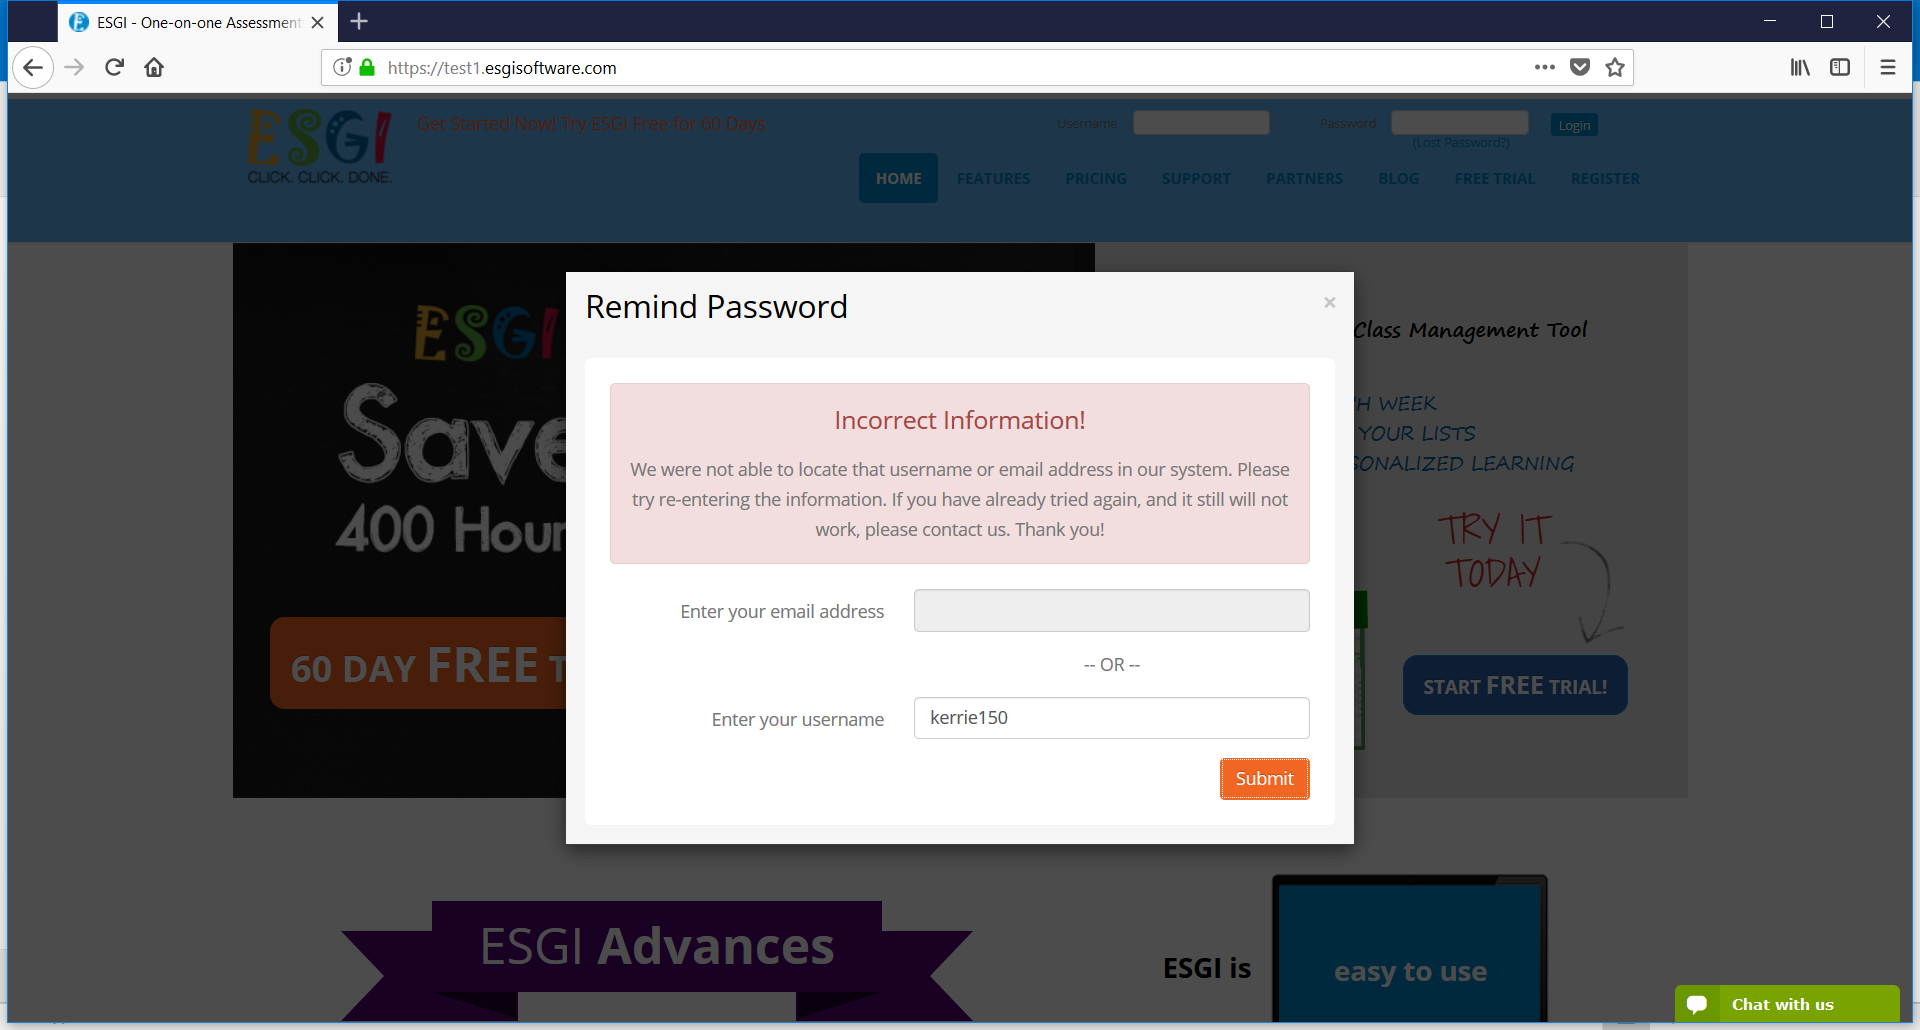 ESGI - One-on-one Assessment
https://test1.esgisoftware.com
ESGI
CLICK. CLICK. DONE.
Get Started Now! Try ESGI Free for 60 Days
Username
Password
Login
(Lost Password?)
HOME FEATURES PRICING SUPPORT PARTNERS BLOG FREE TRIAL REGISTER
ESGI
Save
400 Hour
60 DAY FREE T
Class Management Tool
H WEEK
YOUR LISTS
SONALIZED LEARNING
TRY IT
TODAY
START FREE TRIAL!
Remind Password
×
Incorrect Information!
We were not able to locate that username or email address in our system. Please
try re-entering the information. If you have already tried again, and it still will not
work, please contact us. Thank you!
Enter your email address
-- OR --
Enter your username
kerrie150
Submit
ESGI Advances
ESGI is
easy to use
Chat with us